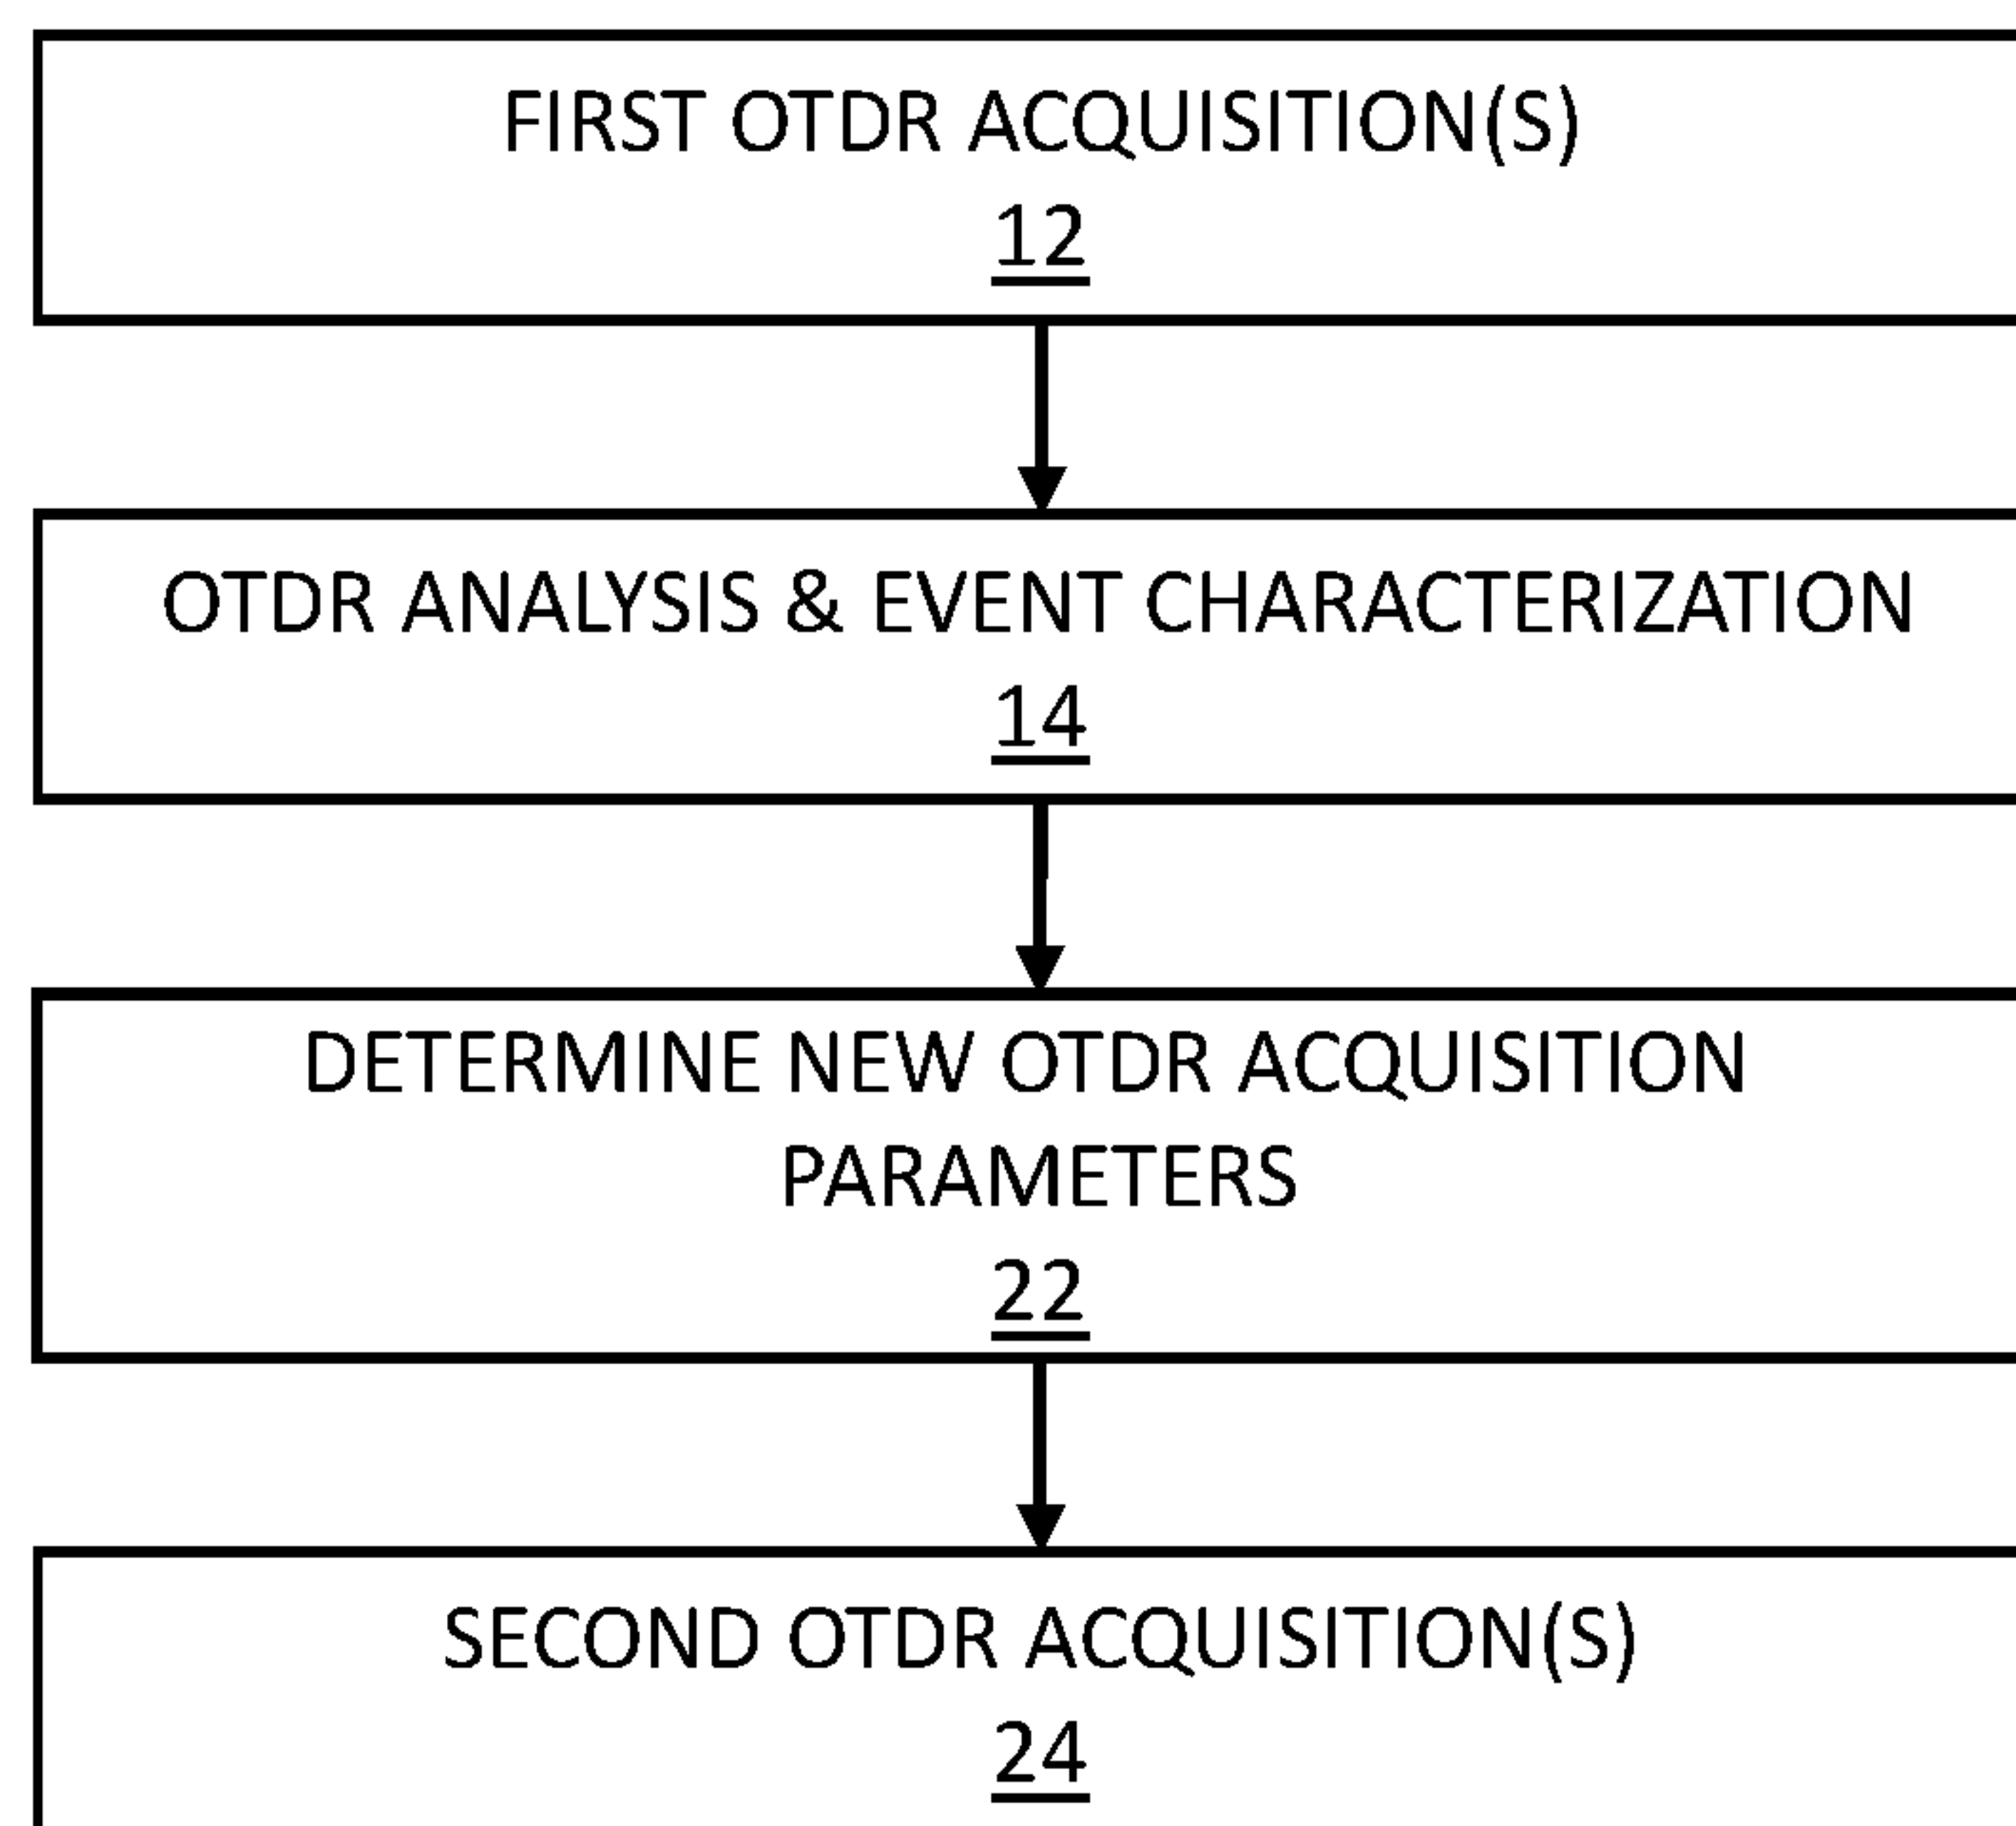 FIRST OTDR ACQUISITION(S)
12
OTDR ANALYSIS & EVENT CHARACTERIZATION
14
DETERMINE NEW OTDR ACQUISITION
PARAMETERS
22
SECOND OTDR ACQUISITION(S)
24